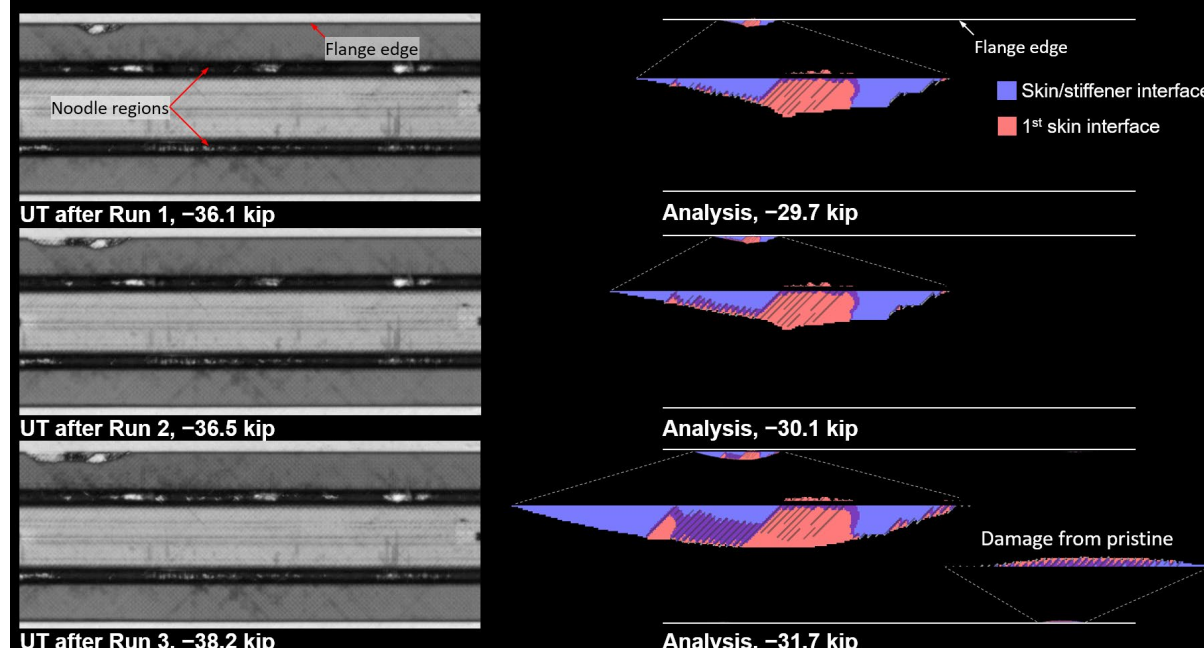 Flange edge
Noodle regions
UT after Run 1, −36.1 kip
Flange edge
Skin/stiffener interface
1st skin interface
Analysis, −29.7 kip
UT after Run 2, −36.5 kip
Analysis, −30.1 kip
Damage from pristine
UT after Run 3, −38.2 kip
Analysis, −31.7 kip